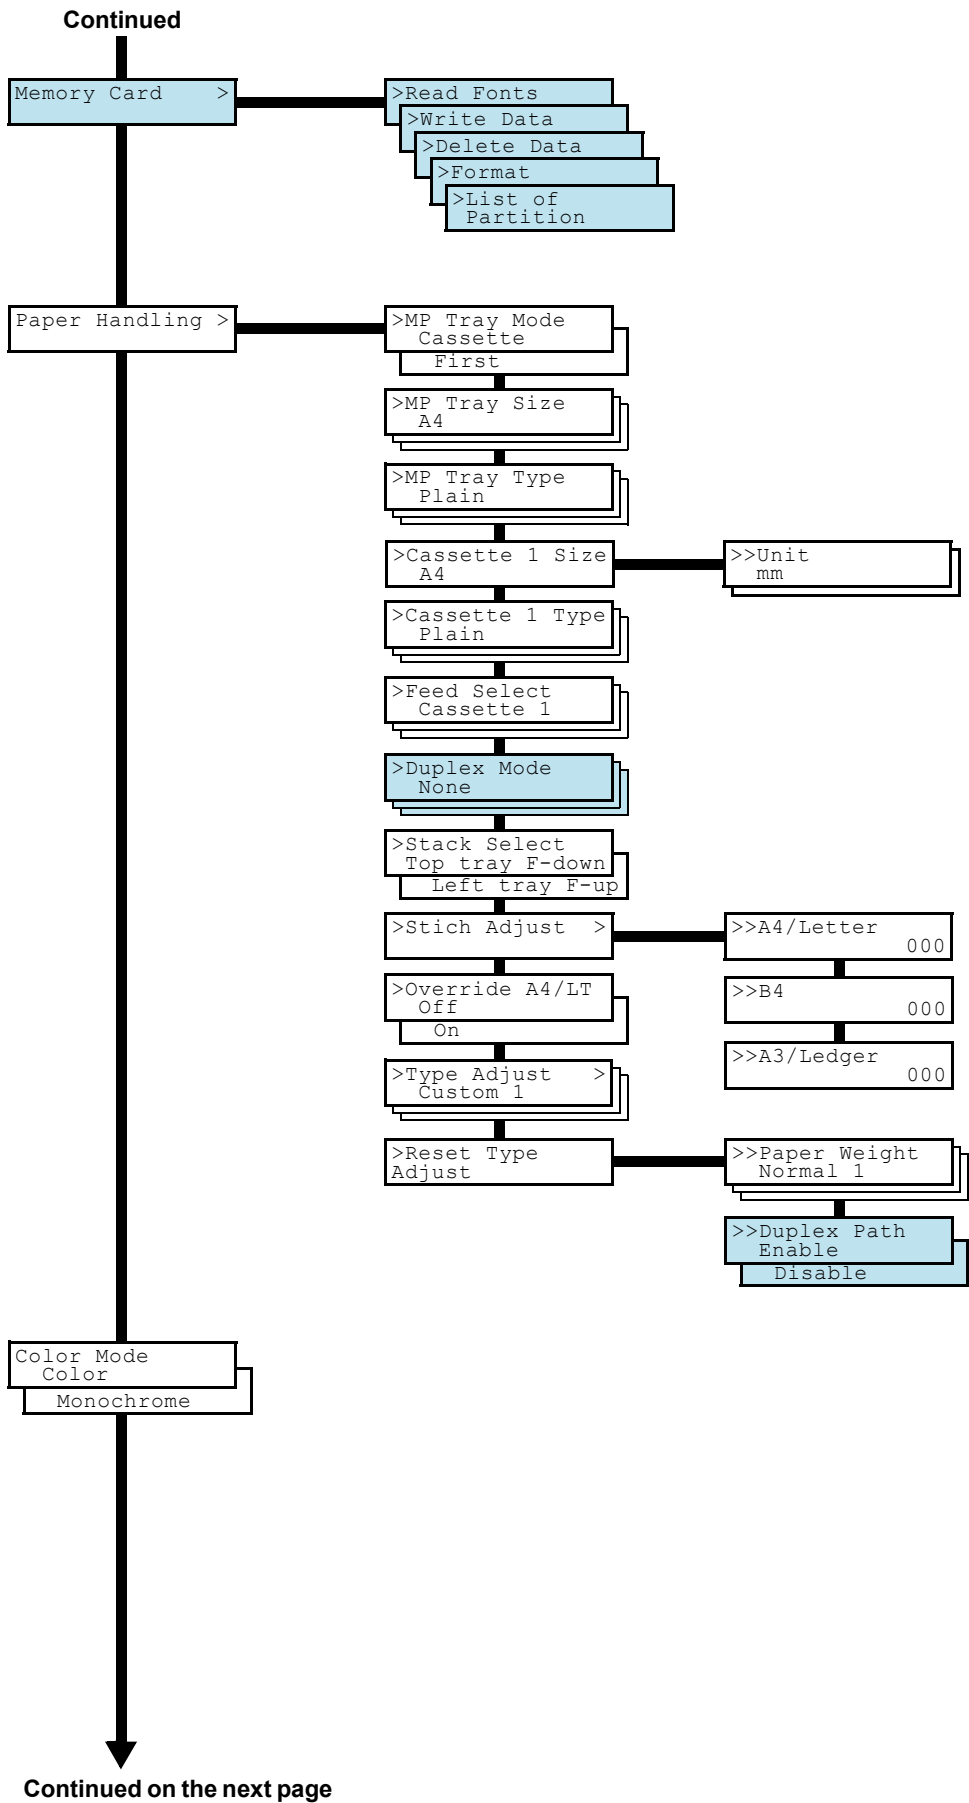 Continued
Memory Card >
>Read Fonts
>Write Data
>Delete Data
>Format
>List of
Partition
Paper Handling >
>MP Tray Mode
Cassette
First
>MP Tray Size
A4
>MP Tray Type
Plain
>Cassette 1 Size
A4
>>Unit
mm
>Cassette 1 Type
Plain
>Feed Select
Cassette 1
>Duplex Mode
None
>Stack Select
Top tray F-down
Left tray F-up
>Stich Adjust >
>>A4/Letter
000
>>B4
000
>>A3/Ledger
000
>Override A4/LT
Off
On
>Type Adjust >
Custom 1
>Reset Type
Adjust
>>Paper Weight
Normal 1
>>Duplex Path
Enable
Disable
Color Mode
Color
Monochrome
Continued on the next page